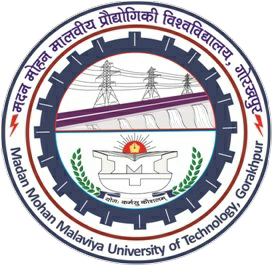 मदन मोहन मालवीय प्रौद्योगिकी विश्वविद्यालय, गोरखपुर
योगः कर्मसु कौशलम्
Madan Mohan Malaviya University of Technology, Gorakhpur